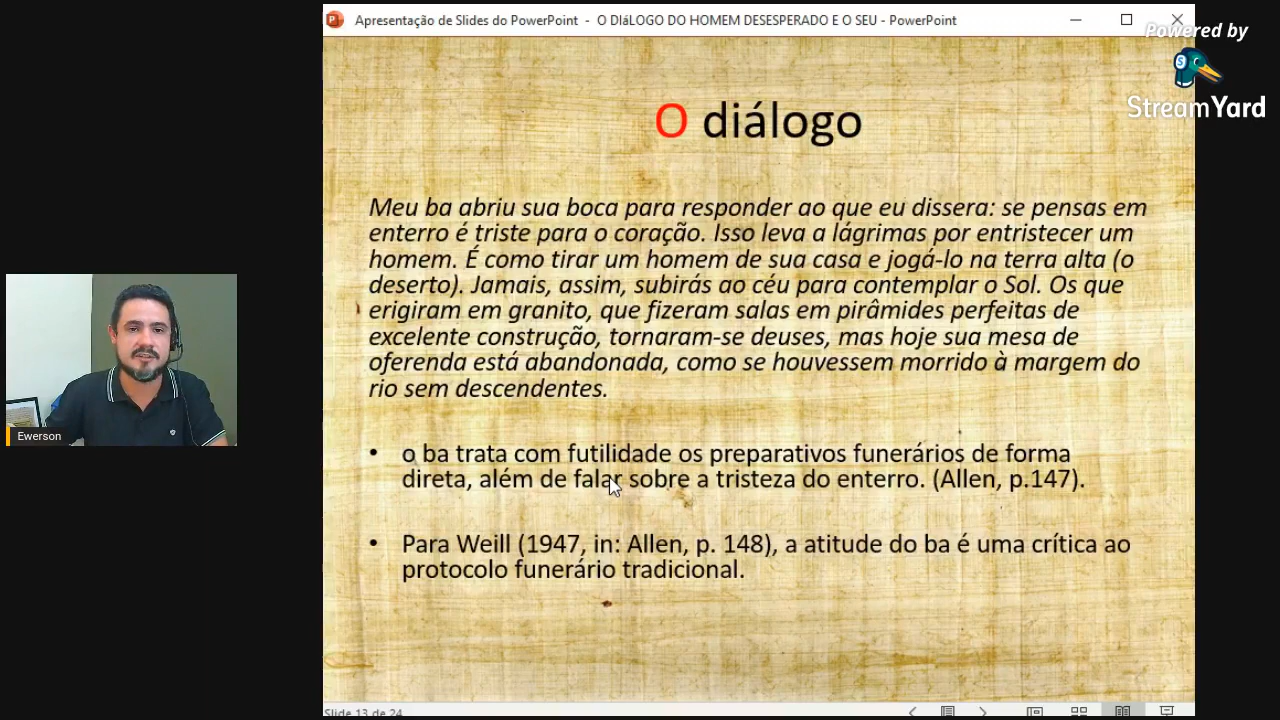 Apresentação de Slides do PowerPoint - O DIáLOGO DO HOMEM DESESPERADO E O SEU - PowerPoint
Powered by
StreamYard
O diálogo
Meu ba abriu sua boca para responder ao que eu dissera: se pensas em
enterro é triste para o coração. Isso leva a lágrimas por entristecer um
homem. É como tirar um homem de sua casa e jogá-lo na terra alta (o
deserto). Jamais, assim, subirás ao céu para contemplar o Sol. Os que
erigiram em granito, que fizeram salas em pirâmides perfeitas de
excelente construção, tornaram-se deuses, mas hoje sua mesa de
oferenda está abandonada, como se houvessem morrido à margem do
rio sem descendentes.
• o ba trata com futilidade os preparativos funerários de forma
direta, além de falar sobre a tristeza do enterro. (Allen, p.147).
• Para Weill (1947, in: Allen, p. 148), a atitude do ba é uma crítica ao
protocolo funerário tradicional.
Ewerson
Slide 13 de 24